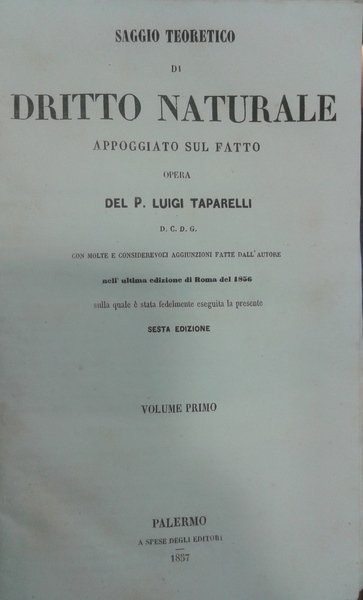 SAGGIO TEORETICO
DI
DRITTO NATURALE
APPOGGIATO SUL FATTO
OPERA
DEL P. LUIGI TAPARELLI
D. C. D. G.
CON MOLTE E CONSIDEREVOLI AGGIUNZIONI FATTE DALL'AUTORE
nell' ultima edizione di Roma del 1856
sulla quale è stata fedelmente eseguita la presente
SESTA EDIZIONE
VOLUME PRIMO
PALERMO
A SPESE DEGLI EDITORI
1857